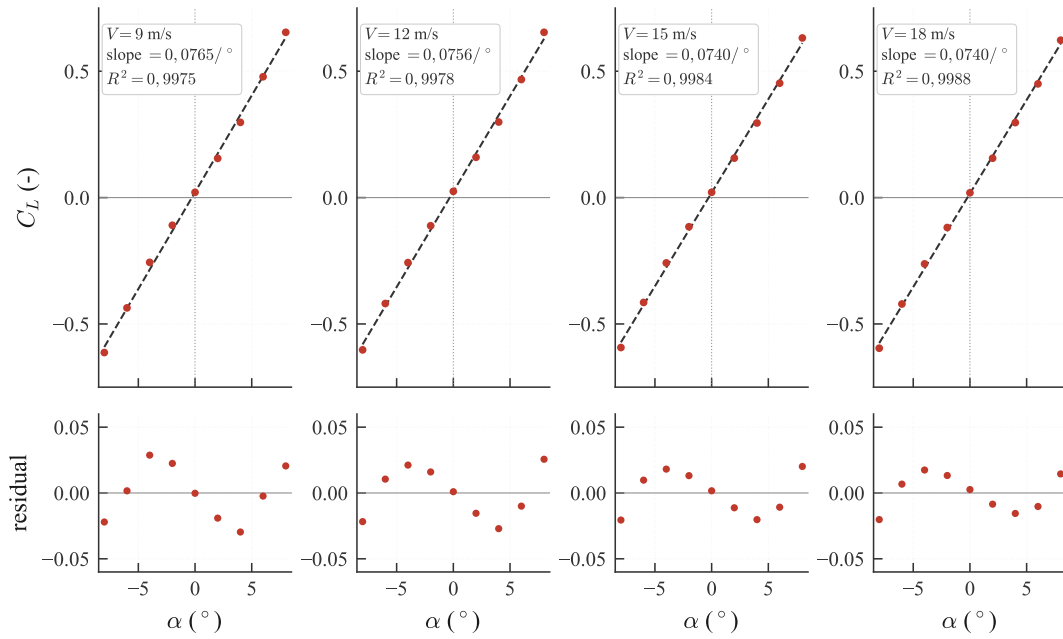 V = 9 m/s
slope = 0,0765/°
R² = 0,9975
V = 12 m/s
slope = 0,0756/°
R² = 0,9978
V = 15 m/s
slope = 0,0740/°
R² = 0,9984
V = 18 m/s
slope = 0,0740/°
R² = 0,9988
C_L (-)
0.5
0.0
−0.5
0.5
0.0
−0.5
0.5
0.0
−0.5
0.5
0.0
−0.5
residual
0.05
0.00
−0.05
0.05
0.00
−0.05
0.05
0.00
−0.05
0.05
0.00
−0.05
−5 0 5
−5 0 5
−5 0 5
−5 0 5
α (°)
α (°)
α (°)
α (°)